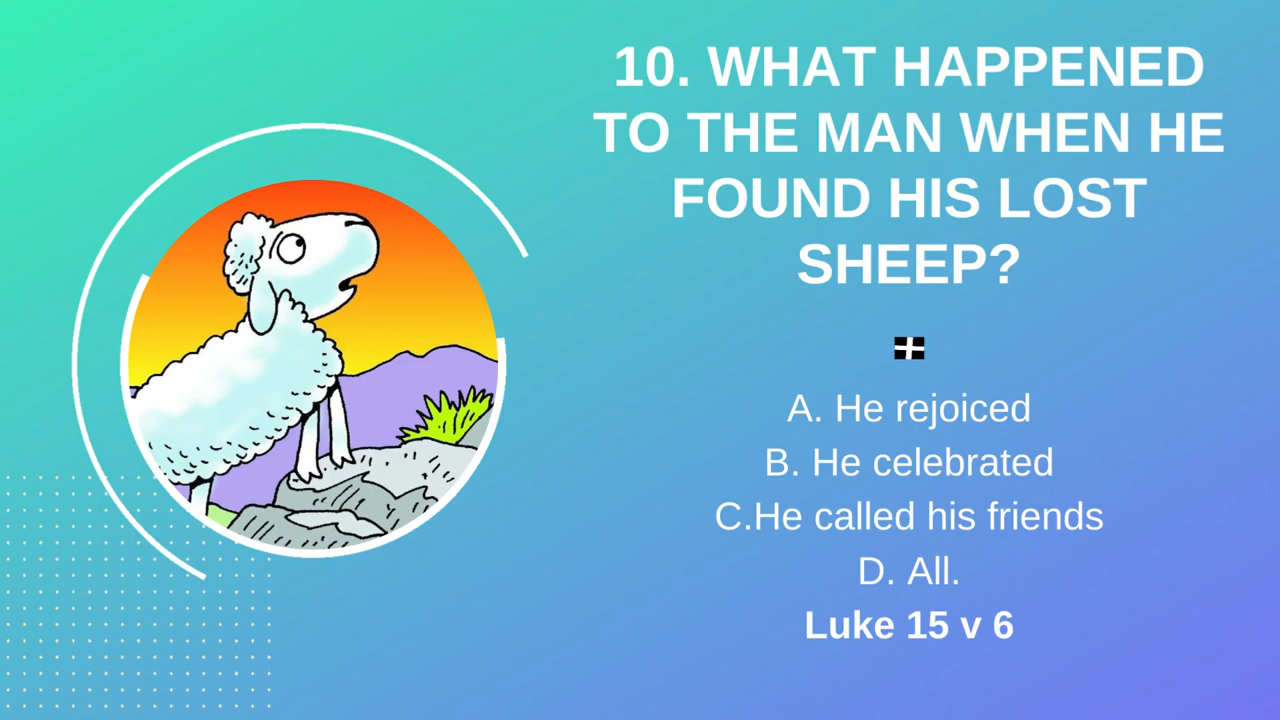 10. WHAT HAPPENED
TO THE MAN WHEN HE
FOUND HIS LOST
SHEEP?
A. He rejoiced
B. He celebrated
C.He called his friends
D. All.
Luke 15 v 6